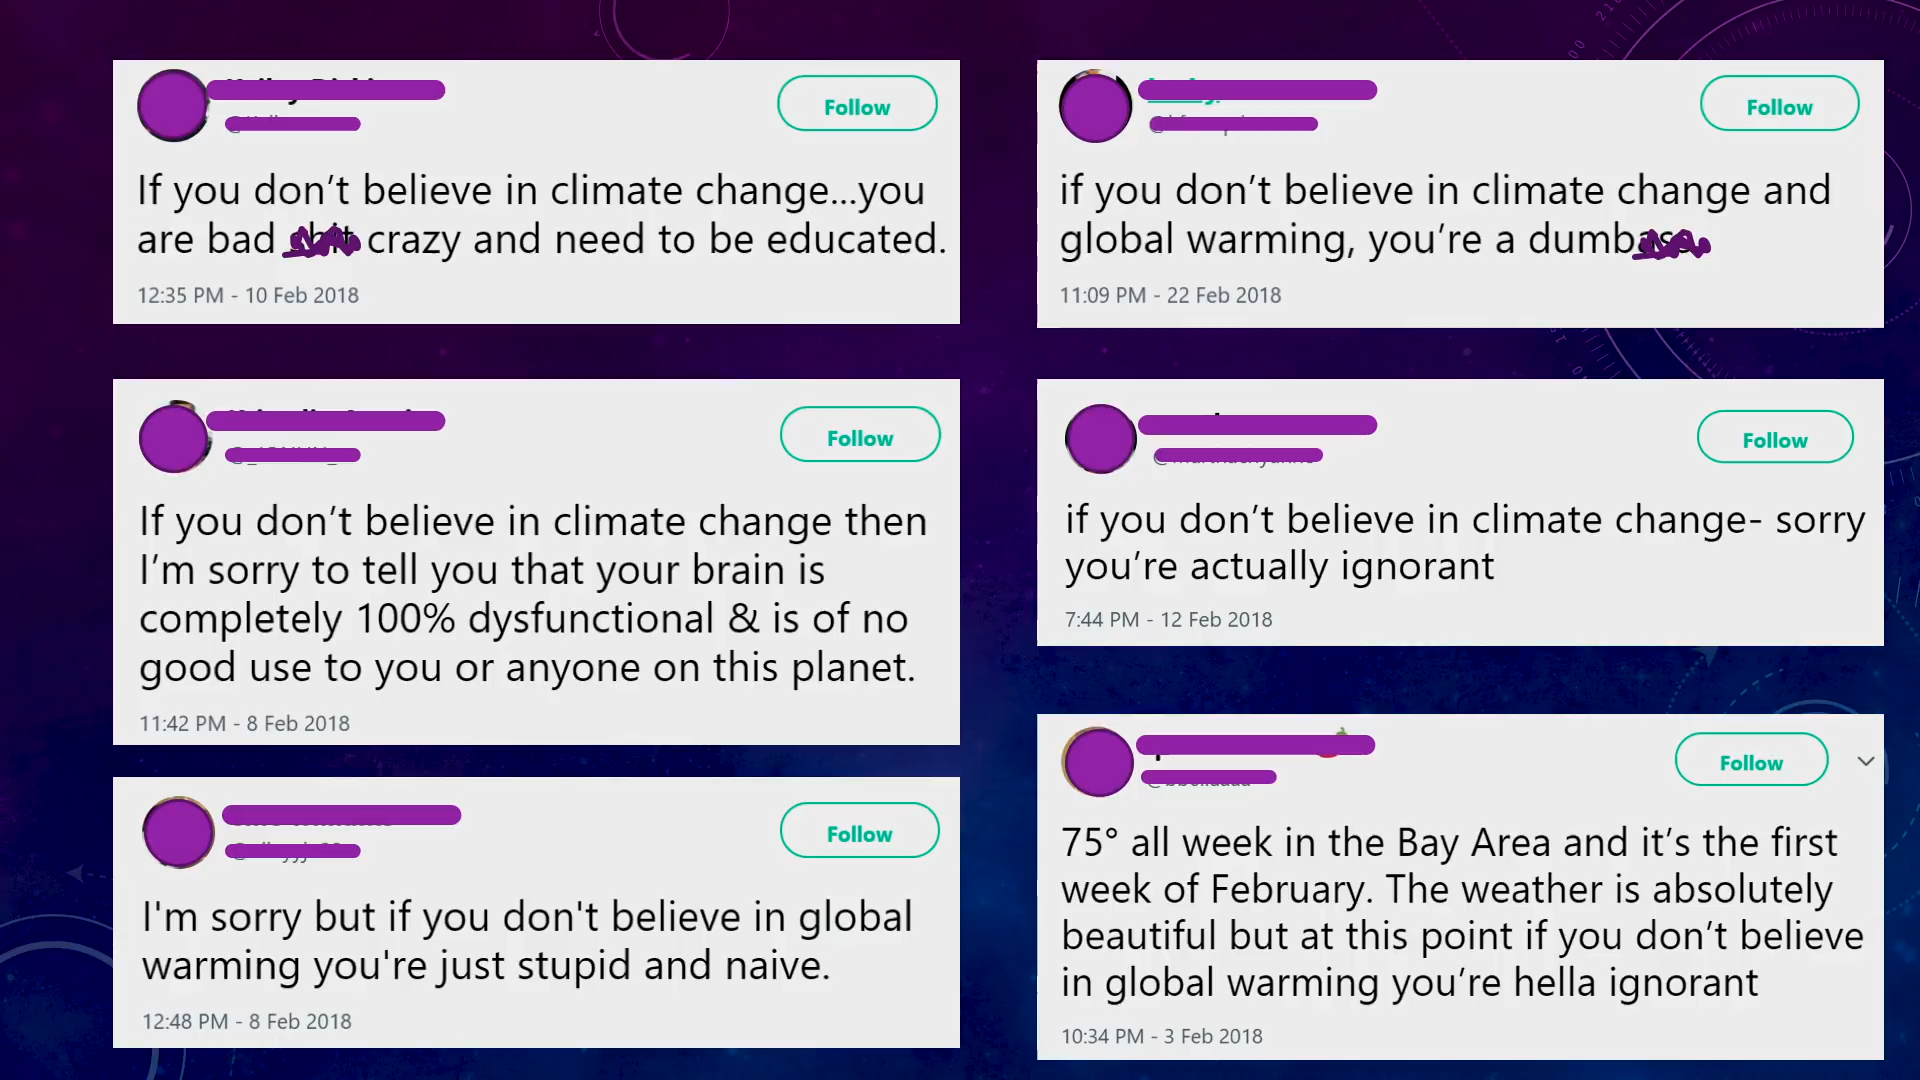 Follow
If you don’t believe in climate change...you
are bad crazy and need to be educated.
12:35 PM - 10 Feb 2018
Follow
If you don’t believe in climate change then
I’m sorry to tell you that your brain is
completely 100% dysfunctional & is of no
good use to you or anyone on this planet.
11:42 PM - 8 Feb 2018
Follow
I'm sorry but if you don't believe in global
warming you're just stupid and naive.
12:48 PM - 8 Feb 2018
Follow
if you don’t believe in climate change and
global warming, you’re a
11:09 PM - 22 Feb 2018
Follow
if you don’t believe in climate change- sorry
you’re actually ignorant
7:44 PM - 12 Feb 2018
Follow
75° all week in the Bay Area and it’s the first
week of February. The weather is absolutely
beautiful but at this point if you don’t believe
in global warming you’re hella ignorant
10:34 PM - 3 Feb 2018